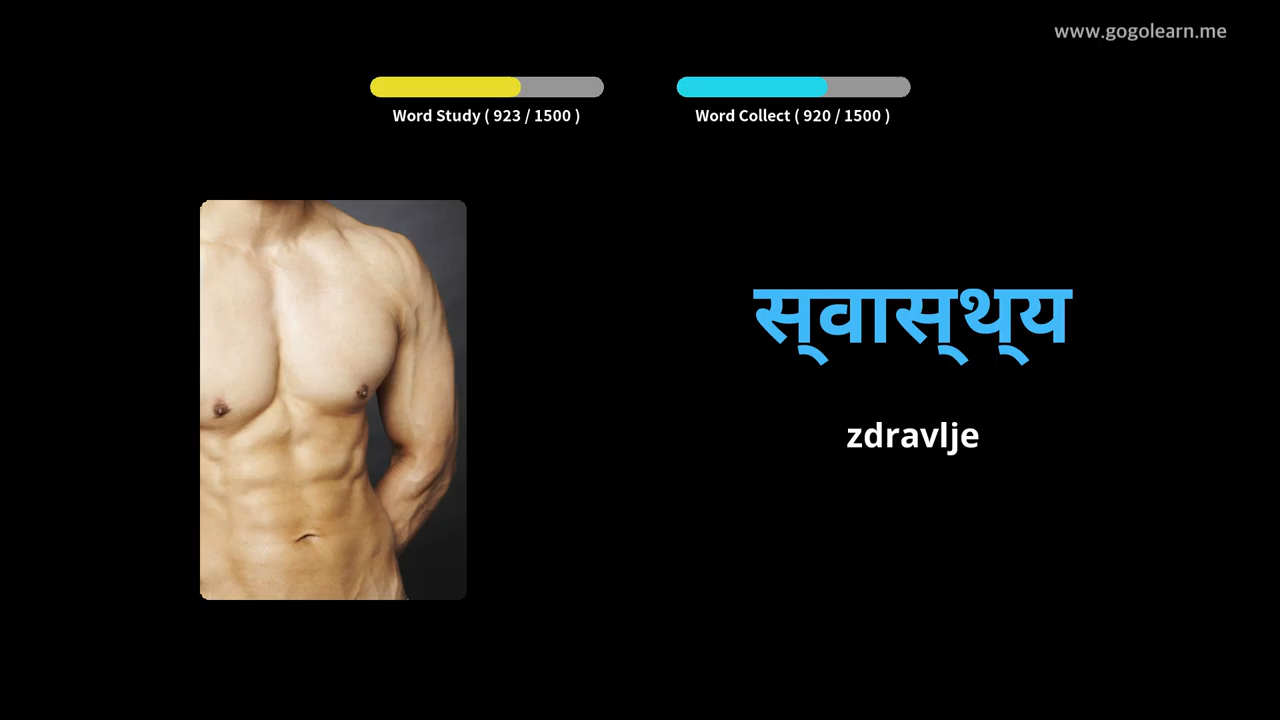 www.gogolearn.me
Word Study ( 923 / 1500 )
Word Collect ( 920 / 1500 )
स्वास्थ्य
zdravlje